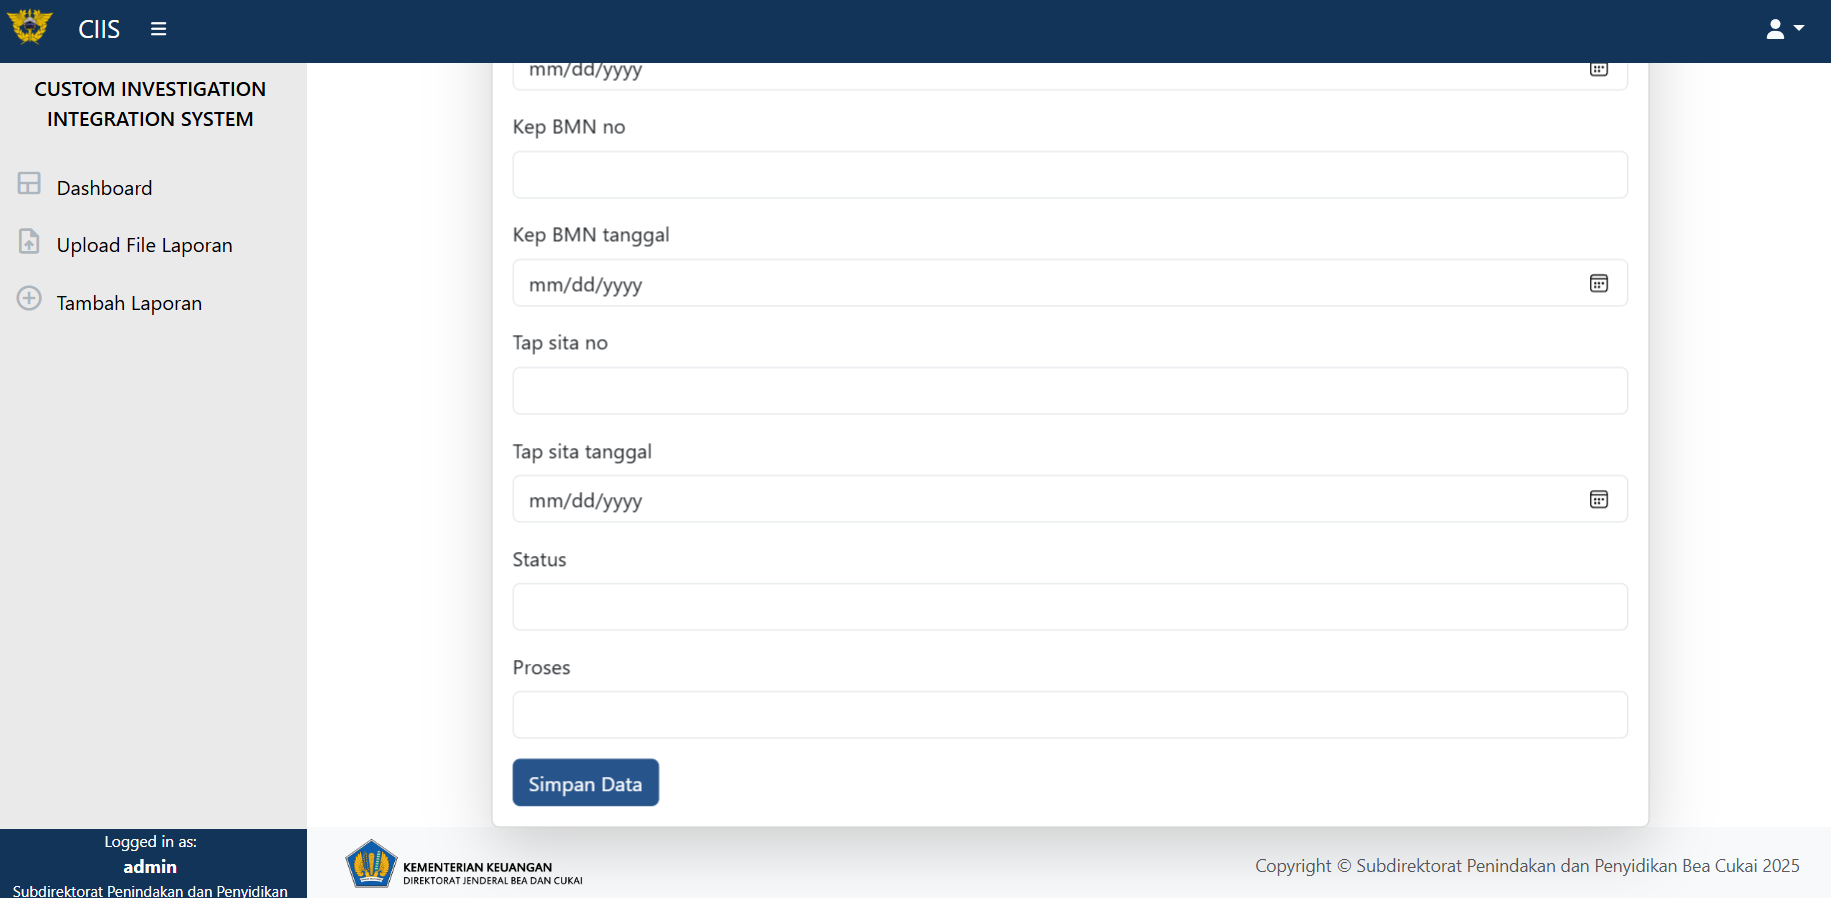 CIIS
CUSTOM INVESTIGATION
INTEGRATION SYSTEM
Dashboard
Upload File Laporan
Tambah Laporan
Logged in as:
admin
Subdirektorat Penindakan dan Penyidikan
mm/dd/yyyy
Kep BMN no
Kep BMN tanggal
mm/dd/yyyy
Tap sita no
Tap sita tanggal
mm/dd/yyyy
Status
Proses
Simpan Data
KEMENTERIAN KEUANGAN
DIREKTORAT JENDERAL BEA DAN CUKAI
Copyright © Subdirektorat Penindakan dan Penyidikan Bea Cukai 2025